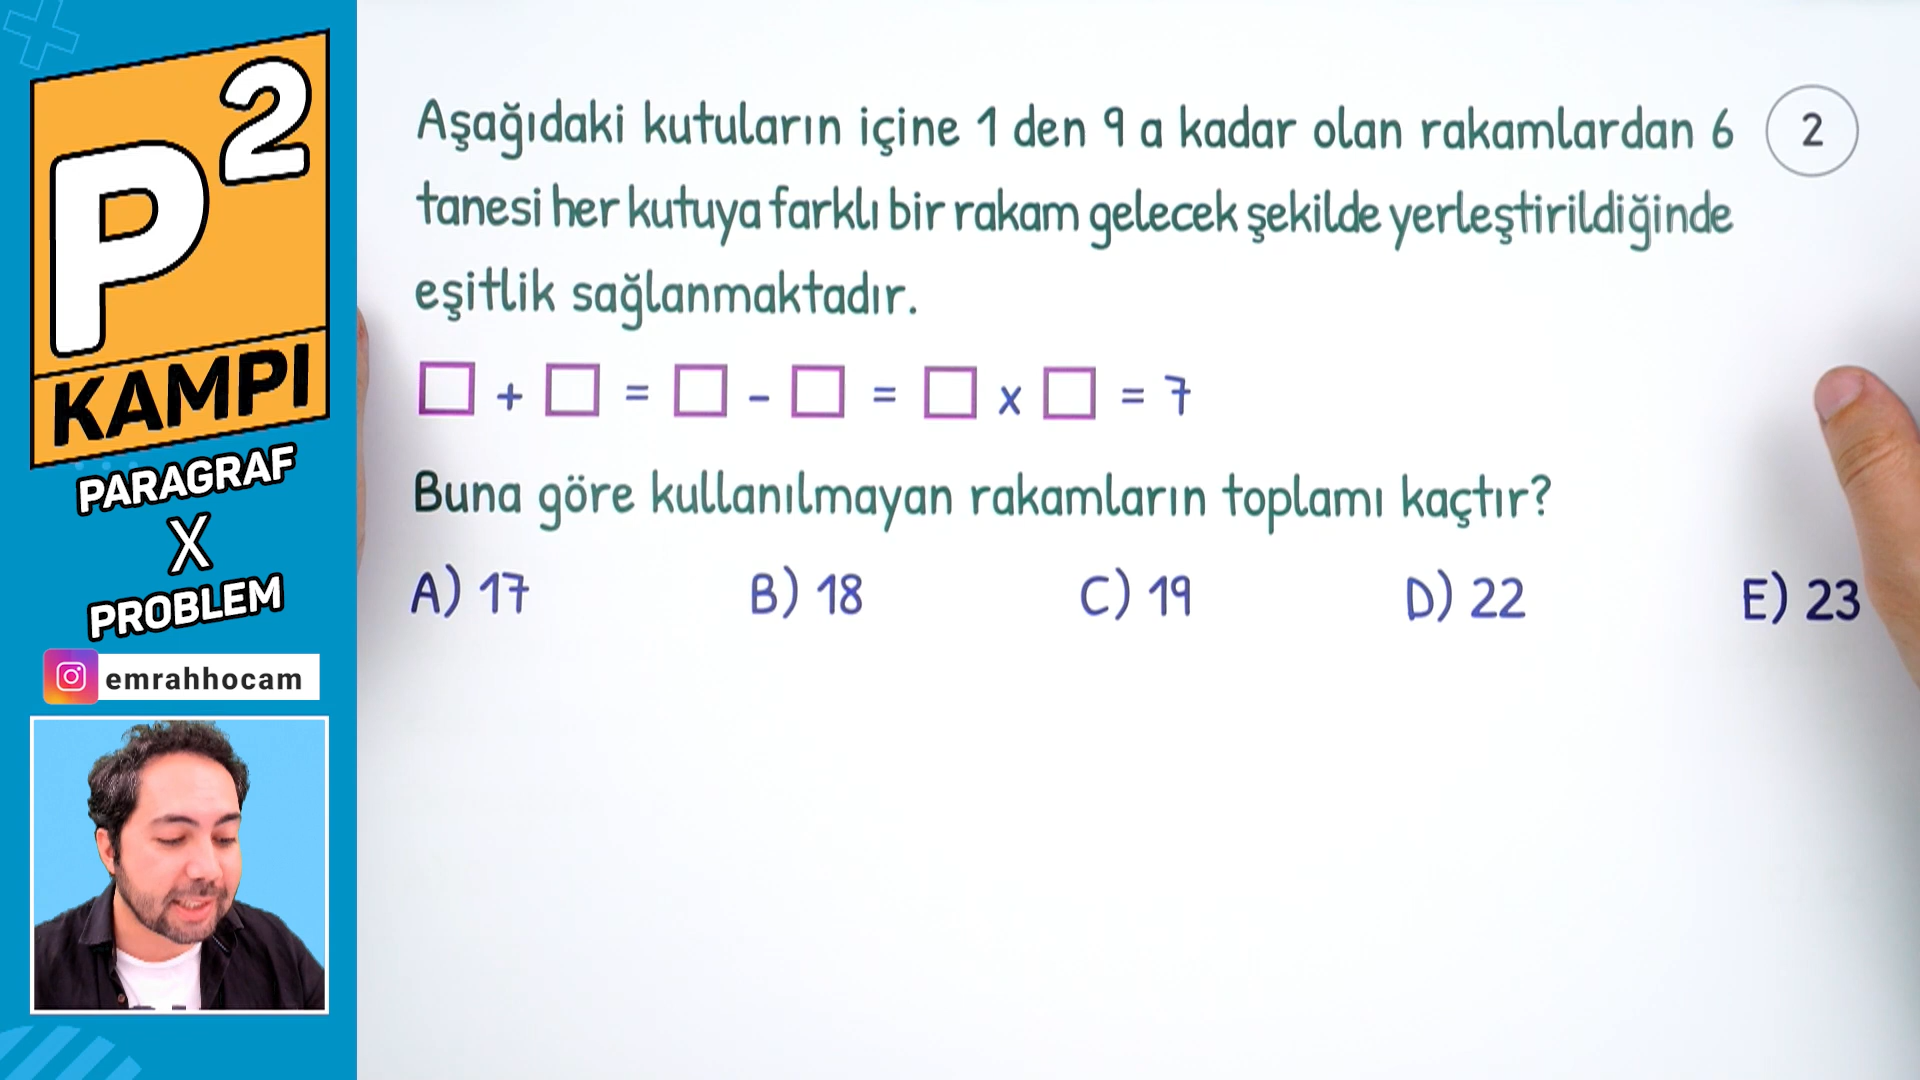 P²
KAMPI
PARAGRAF
X
PROBLEM
emrahhocam
Aşağıdaki kutuların içine 1 den 9 a kadar olan rakamlardan 6
2
tanesi her kutuya farklı bir rakam gelecek şekilde yerleştirildiğinde
eşitlik sağlanmaktadır.
□ + □ = □ - □ = □ x □ = 7
Buna göre kullanılmayan rakamların toplamı kaçtır?
A) 17 B) 18 C) 19 D) 22 E) 23